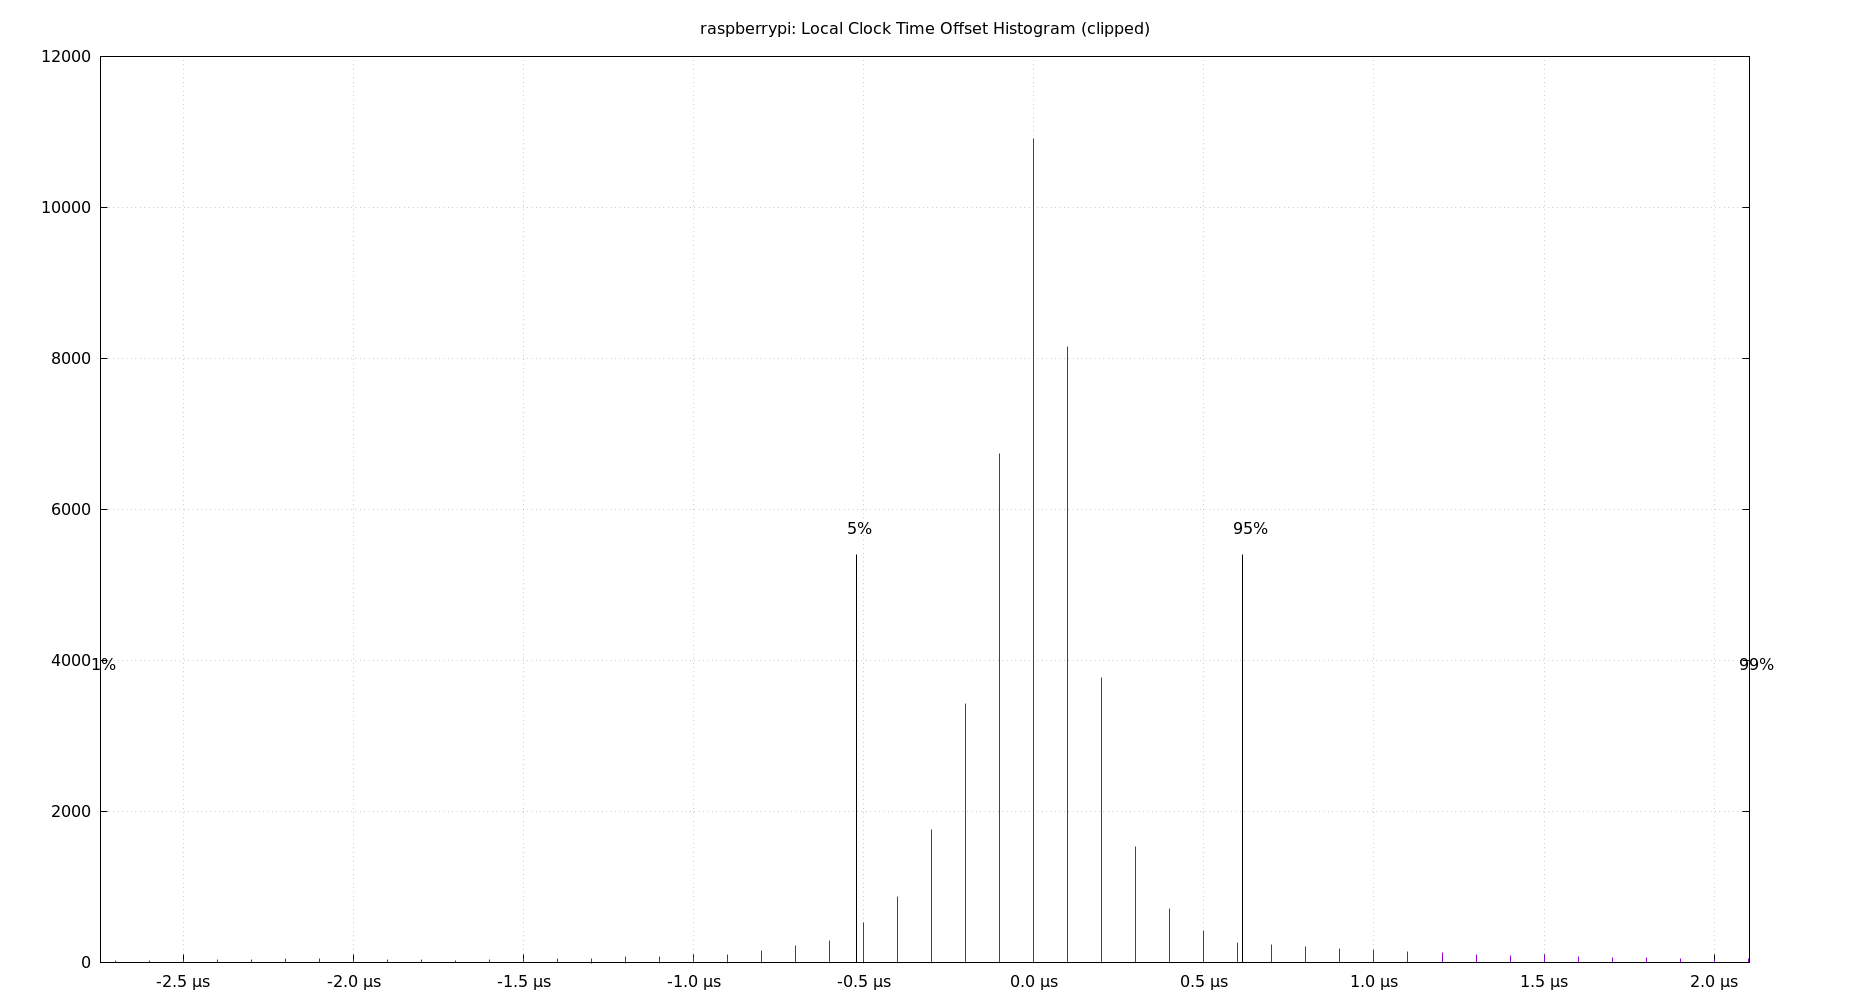 raspberrypi: Local Clock Time Offset Histogram (clipped)
12000
10000
8000
6000
5%
95%
4000
1%
99%
2000
0
-2.5 µs
-2.0 µs
-1.5 µs
-1.0 µs
-0.5 µs
0.0 µs
0.5 µs
1.0 µs
1.5 µs
2.0 µs